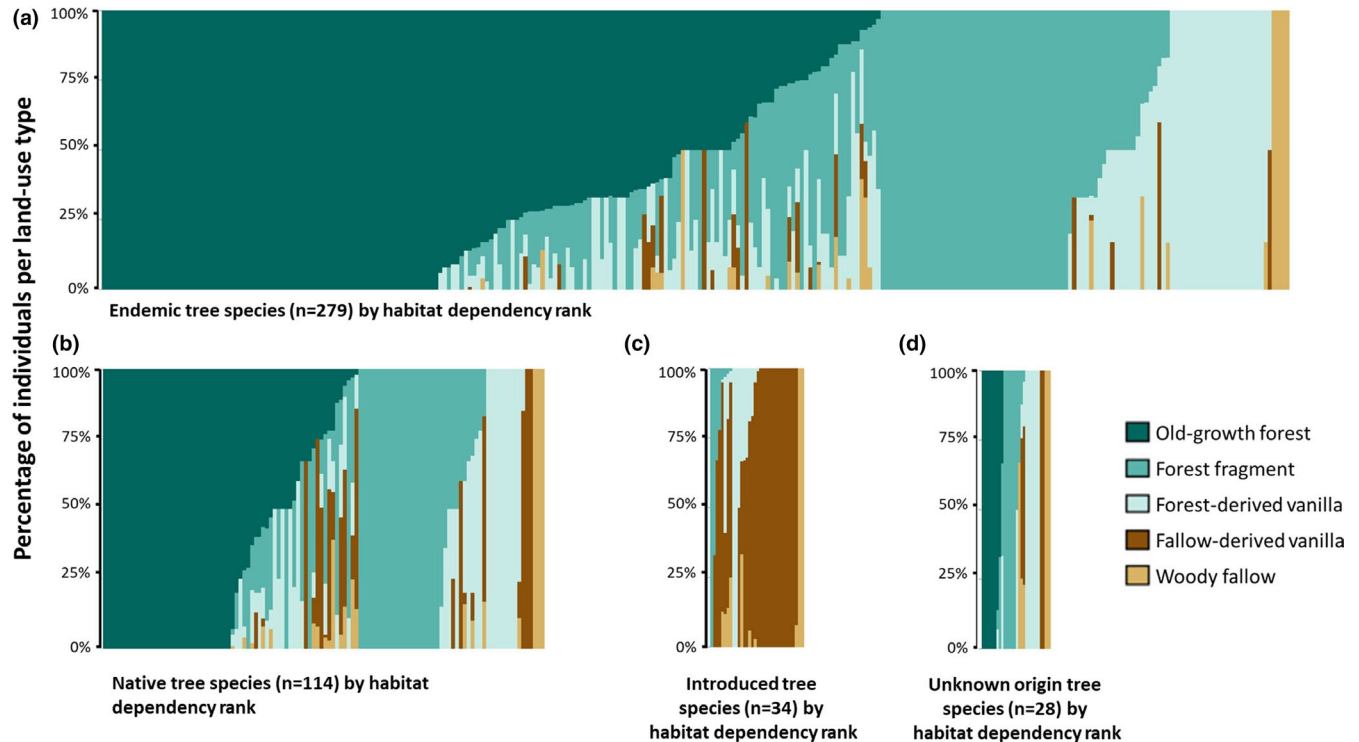 (a)
Percentage of individuals per land-use type
100%
75%
50%
25%
0%
Endemic tree species (n=279) by habitat dependency rank
(b)
100%
75%
50%
25%
0%
Native tree species (n=114) by habitat
dependency rank
(c)
100%
75%
50%
25%
0%
Introduced tree
species (n=34) by
habitat dependency rank
(d)
100%
75%
50%
25%
0%
Unknown origin tree
species (n=28) by
habitat dependency rank
Old-growth forest
Forest fragment
Forest-derived vanilla
Fallow-derived vanilla
Woody fallow